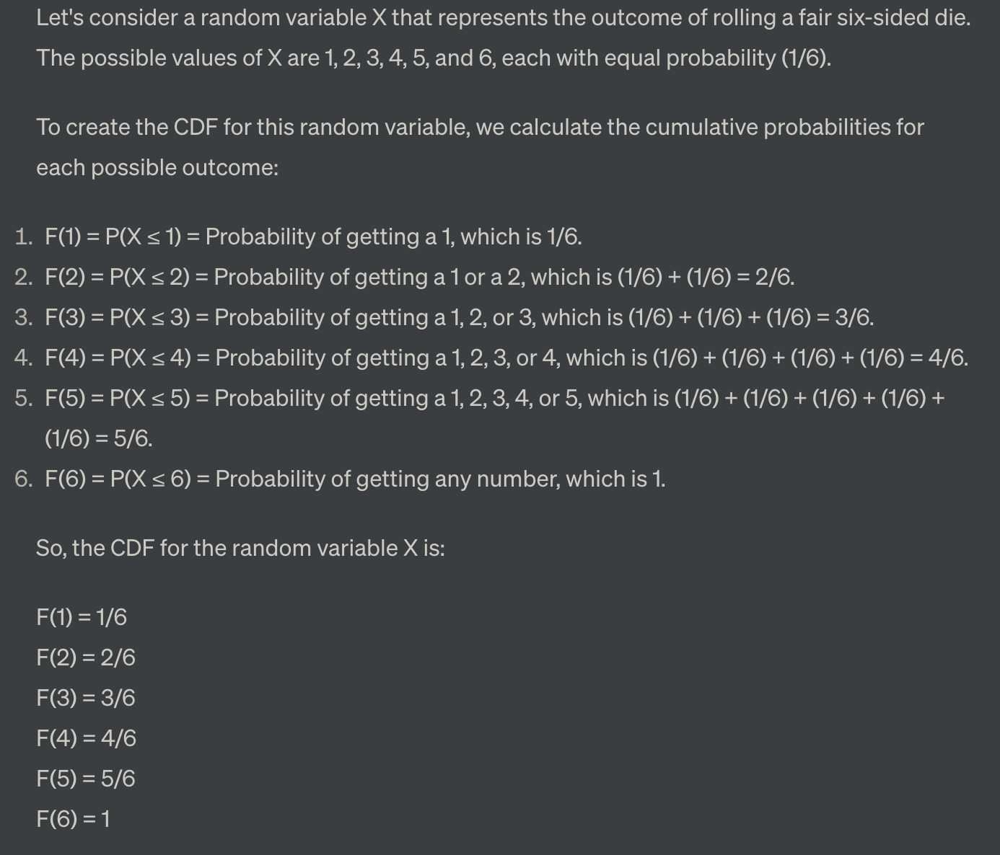 Let's consider a random variable X that represents the outcome of rolling a fair six-sided die.
The possible values of X are 1, 2, 3, 4, 5, and 6, each with equal probability (1/6).
To create the CDF for this random variable, we calculate the cumulative probabilities for
each possible outcome:
1. F(1) = P(X ≤ 1) = Probability of getting a 1, which is 1/6.
2. F(2) = P(X ≤ 2) = Probability of getting a 1 or a 2, which is (1/6) + (1/6) = 2/6.
3. F(3) = P(X ≤ 3) = Probability of getting a 1, 2, or 3, which is (1/6) + (1/6) + (1/6) = 3/6.
4. F(4) = P(X ≤ 4) = Probability of getting a 1, 2, 3, or 4, which is (1/6) + (1/6) + (1/6) + (1/6) = 4/6.
5. F(5) = P(X ≤ 5) = Probability of getting a 1, 2, 3, 4, or 5, which is (1/6) + (1/6) + (1/6) + (1/6) +
(1/6) = 5/6.
6. F(6) = P(X ≤ 6) = Probability of getting any number, which is 1.
So, the CDF for the random variable X is:
F(1) = 1/6
F(2) = 2/6
F(3) = 3/6
F(4) = 4/6
F(5) = 5/6
F(6) = 1